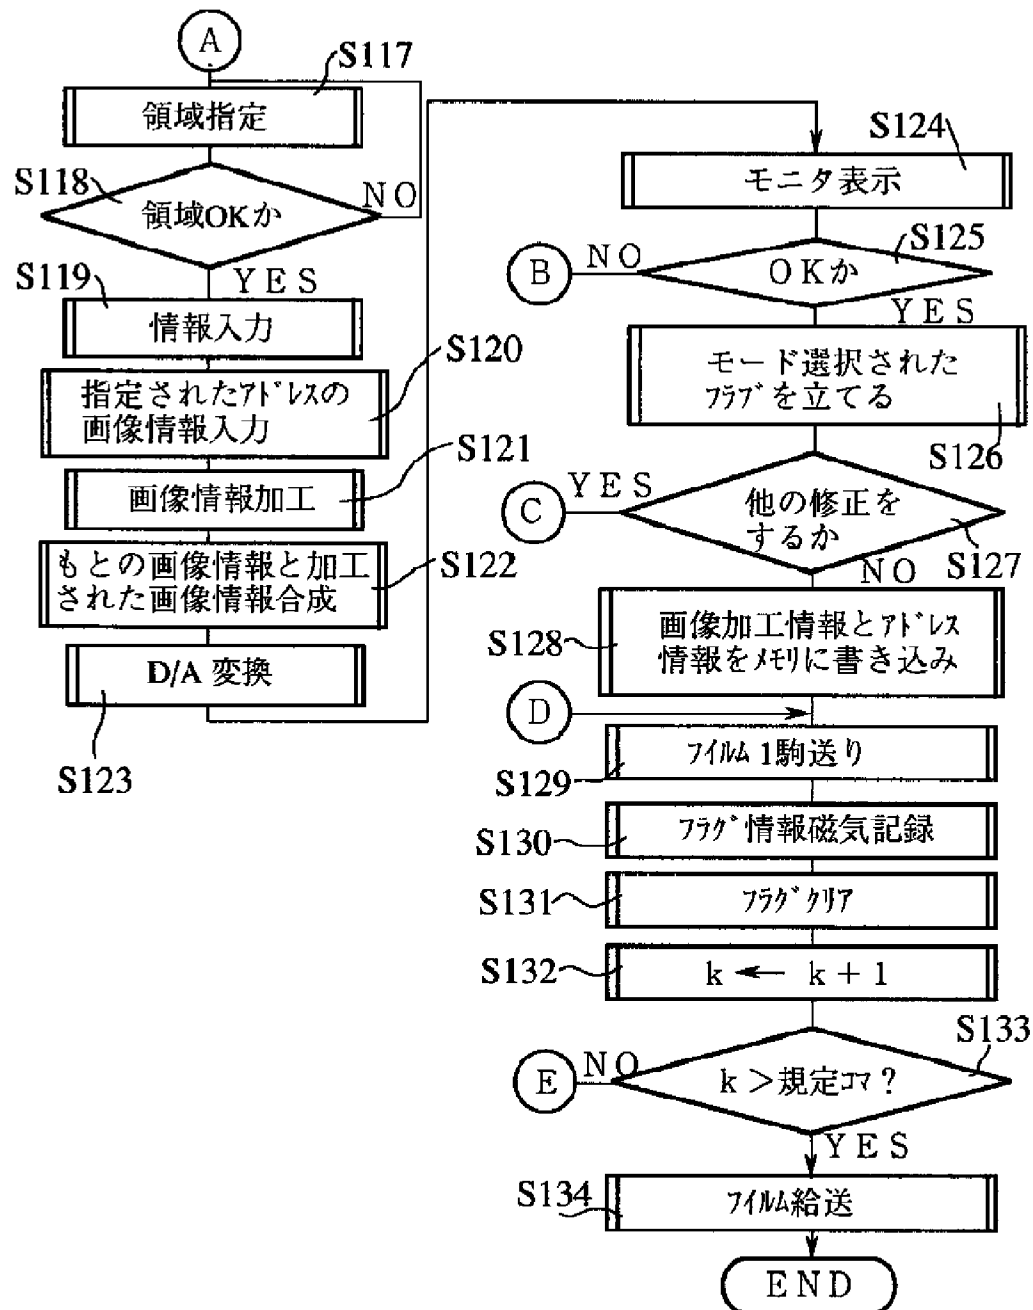 A
S117
領域指定
S118
領域OKか
NO
YES
S119
情報入力
S120
指定されたｱﾄﾞﾚｽの
画像情報入力
S121
画像情報加工
S122
もとの画像情報と加工
された画像情報合成
D/A 変換
S123
S124
モニタ表示
S125
B
NO
OKか
YES
モード選択された
ﾌﾗﾌﾞを立てる
S126
C
YES
他の修正を
するか
S127
NO
S128
画像加工情報とｱﾄﾞﾚｽ
情報をﾒﾓﾘに書き込み
D
ﾌｲﾙﾑ 1駒送り
S129
S130
ﾌﾗｸﾞ情報磁気記録
S131
ﾌﾗｸﾞｸﾘｱ
S132
k ← k + 1
S133
E
NO
k ＞規定ｺﾏ？
YES
S134
ﾌｲﾙﾑ給送
END